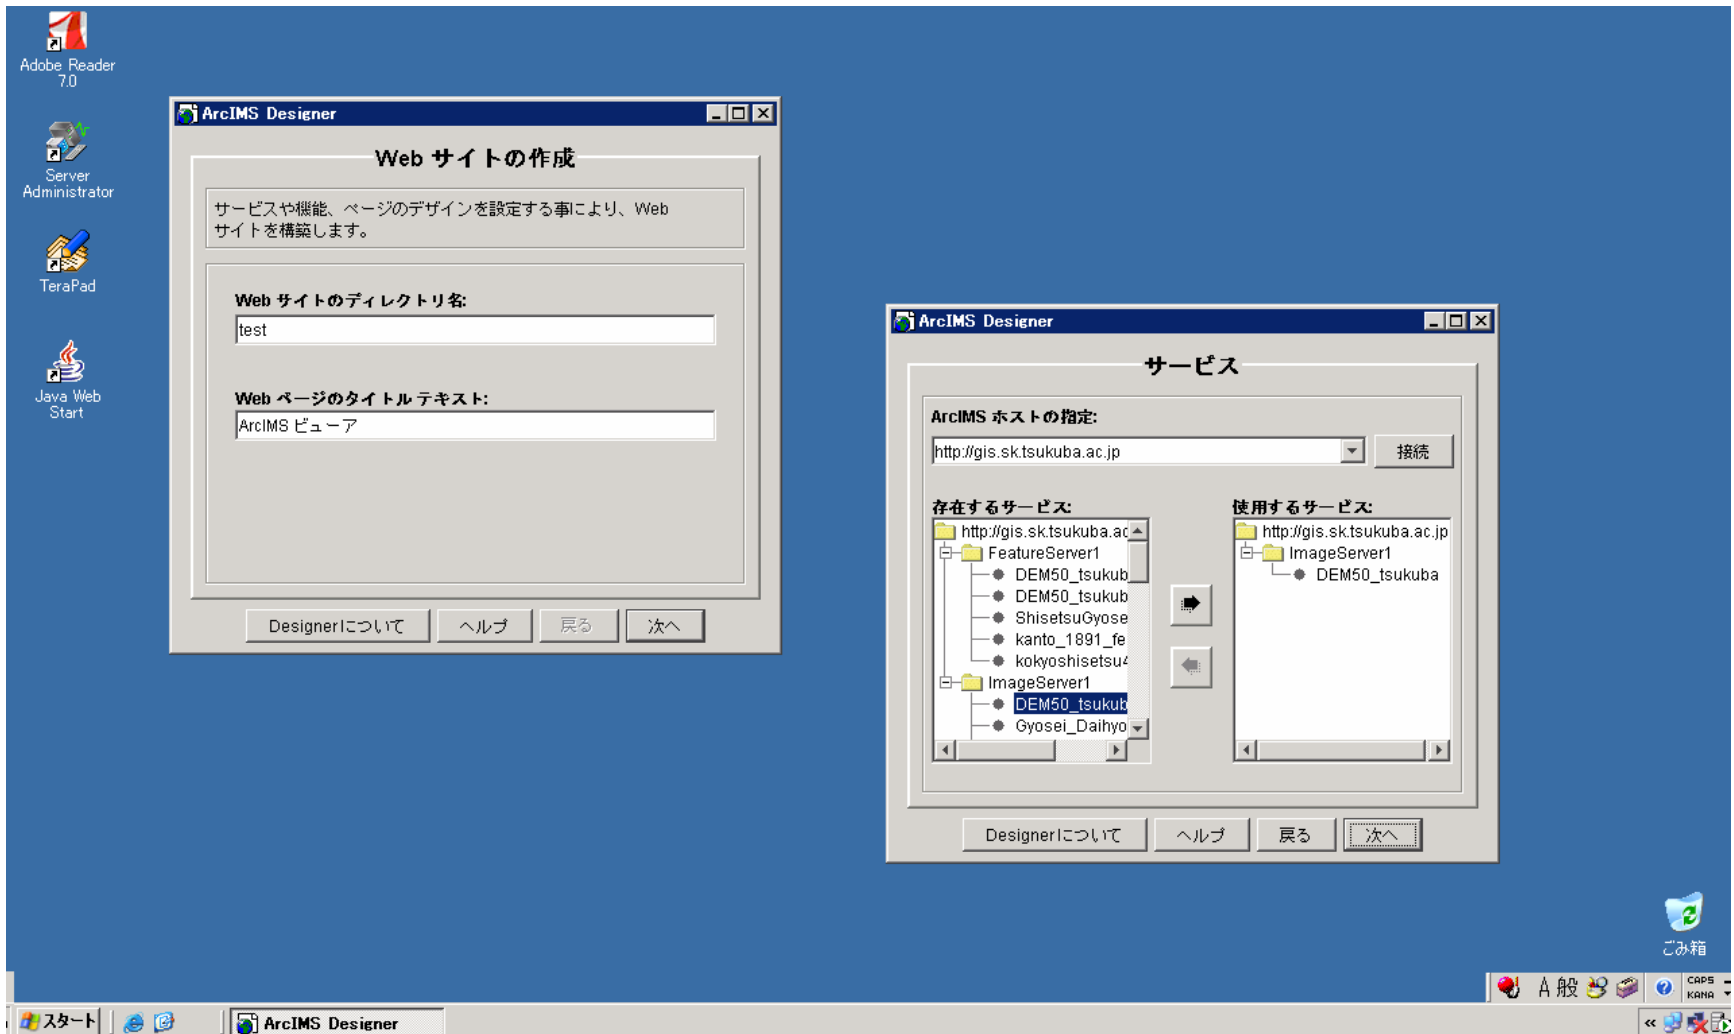 Adobe Reader
7.0
Server
Administrator
TeraPad
Java Web
Start
ArcIMS Designer
Web サイトの作成
サービスや機能、ページのデザインを設定する事により、Web
サイトを構築します。
Web サイトのディレクトリ名:
test
Web ページのタイトル テキスト:
ArcIMS ビューア
Designerについて
ヘルプ
戻る
次へ
ArcIMS Designer
サービス
ArcIMS ホストの指定:
http://gis.sk.tsukuba.ac.jp
接続
存在するサービス:
http://gis.sk.tsukuba.ac
FeatureServer1
DEM50_tsukub
DEM50_tsukub
ShisetsuGyose
kanto_1891_fe
kokyoshisetsu4
ImageServer1
DEM50_tsukub
Gyosei_Daihyo
使用するサービス:
http://gis.sk.tsukuba.ac.jp
ImageServer1
DEM50_tsukuba
Designerについて
ヘルプ
戻る
次へ
ごみ箱
A 般
CAPS
KANA
スタート
ArcIMS Designer